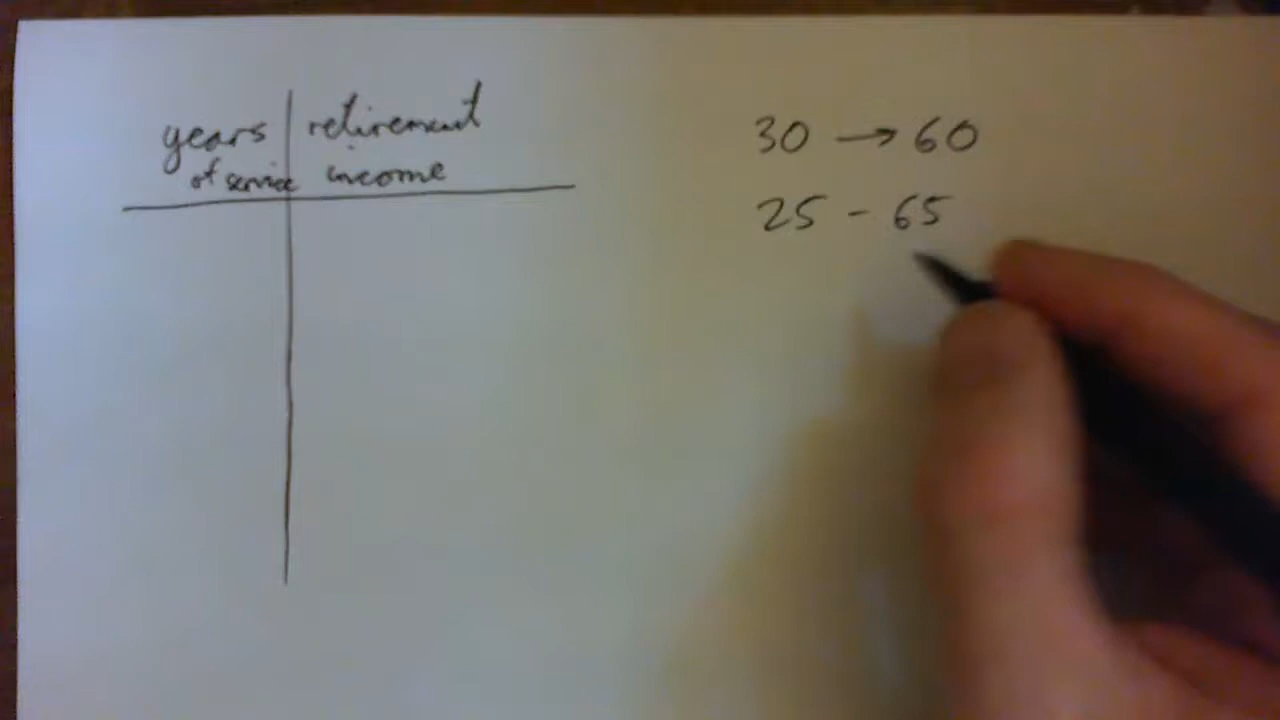 years retirement
of service income
30 → 60
25 - 65